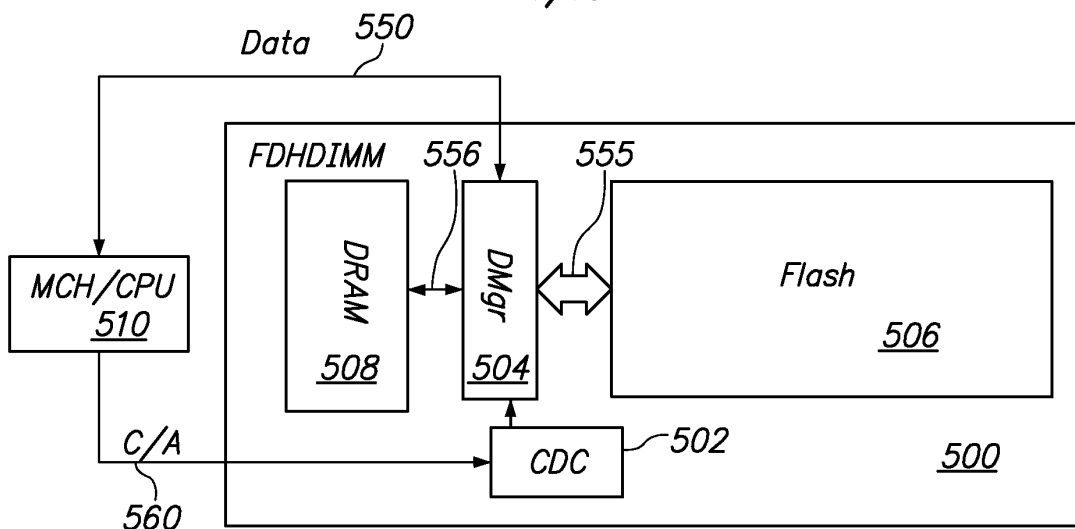 550
Data
FDHDIMM
556
555
DRAM
508
DMgr
504
Flash
506
MCH/CPU
510
C/A
560
CDC
502
500